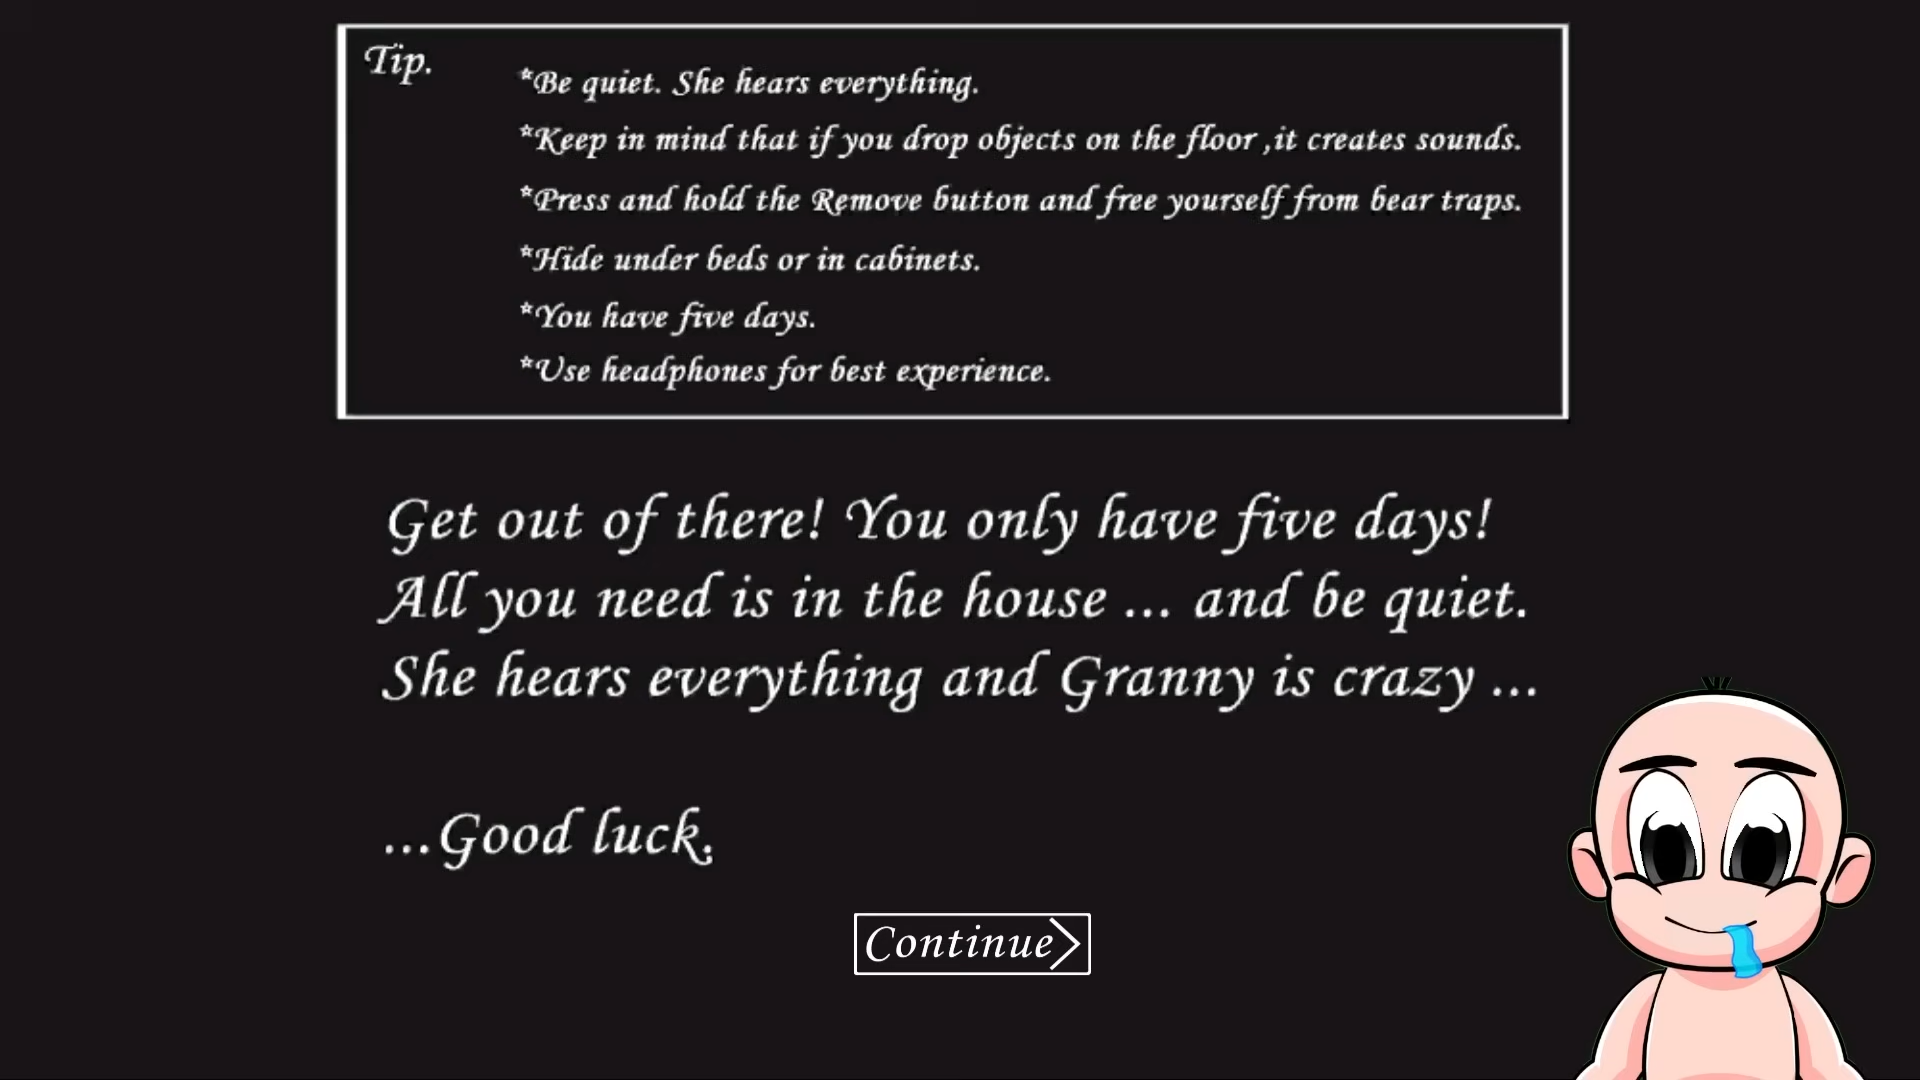 Tip.
*Be quiet. She hears everything.
*Keep in mind that if you drop objects on the floor ,it creates sounds.
*Press and hold the Remove button and free yourself from bear traps.
*Hide under beds or in cabinets.
*You have five days.
*Use headphones for best experience.
Get out of there! You only have five days!
All you need is in the house ... and be quiet.
She hears everything and Granny is crazy ...
...Good luck.
Continue